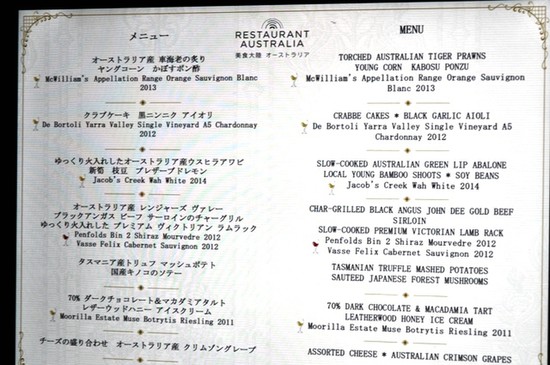 RESTAURANT
AUSTRALIA
美食大陸 オーストラリア
メニュー
オーストラリア産 車海老の炙り
ヤングコーン かぼすポン酢
McWilliam's Appellation Range Orange Sauvignon Blanc
2013
クラブケーキ 黒ニンニク アイオリ
De Bortoli Yarra Valley Single Vineyard A5 Chardonnay
2012
ゆっくり火入れしたオーストラリア産ウスヒラアワビ
新筍 枝豆 プレザーブドレモン
Jacob's Creek Wah White 2014
オーストラリア産 レンジャーズ ヴァレー
ブラックアンガス ビーフ サーロインのチャーグリル
ゆっくり火入れした プレミアム ヴィクトリアン ラムラック
Penfolds Bin 2 Shiraz Mourvedre 2012
Vasse Felix Cabernet Sauvignon 2012
タスマニア産トリュフ マッシュポテト
国産キノコのソテー
70% ダークチョコレート&マカダミアタルト
レザーウッドハニー アイスクリーム
Moorilla Estate Muse Botrytis Riesling 2011
チーズの盛り合わせ オーストラリア産 クリムゾングレープ
MENU
TORCHED AUSTRALIAN TIGER PRAWNS
YOUNG CORN KABOSU PONZU
McWilliam's Appellation Range Orange Sauvignon
Blanc 2013
CRABBE CAKES * BLACK GARLIC AIOLI
De Bortoli Yarra Valley Single Vineyard A5
Chardonnay 2012
SLOW-COOKED AUSTRALIAN GREEN LIP ABALONE
LOCAL YOUNG BAMBOO SHOOTS * SOY BEANS
Jacob's Creek Wah White 2014
CHAR-GRILLED BLACK ANGUS JOHN DEE GOLD BEEF
SIRLOIN
SLOW-COOKED PREMIUM VICTORIAN LAMB RACK
Penfolds Bin 2 Shiraz Mourvedre 2012
Vasse Felix Cabernet Sauvignon 2012
TASMANIAN TRUFFLE MASHED POTATOES
SAUTEED JAPANESE FOREST MUSHROOMS
70% DARK CHOCOLATE & MACADAMIA TART
LEATHERWOOD HONEY ICE CREAM
Moorilla Estate Muse Botrytis Riesling 2011
ASSORTED CHEESE * AUSTRALIAN CRIMSON GRAPES